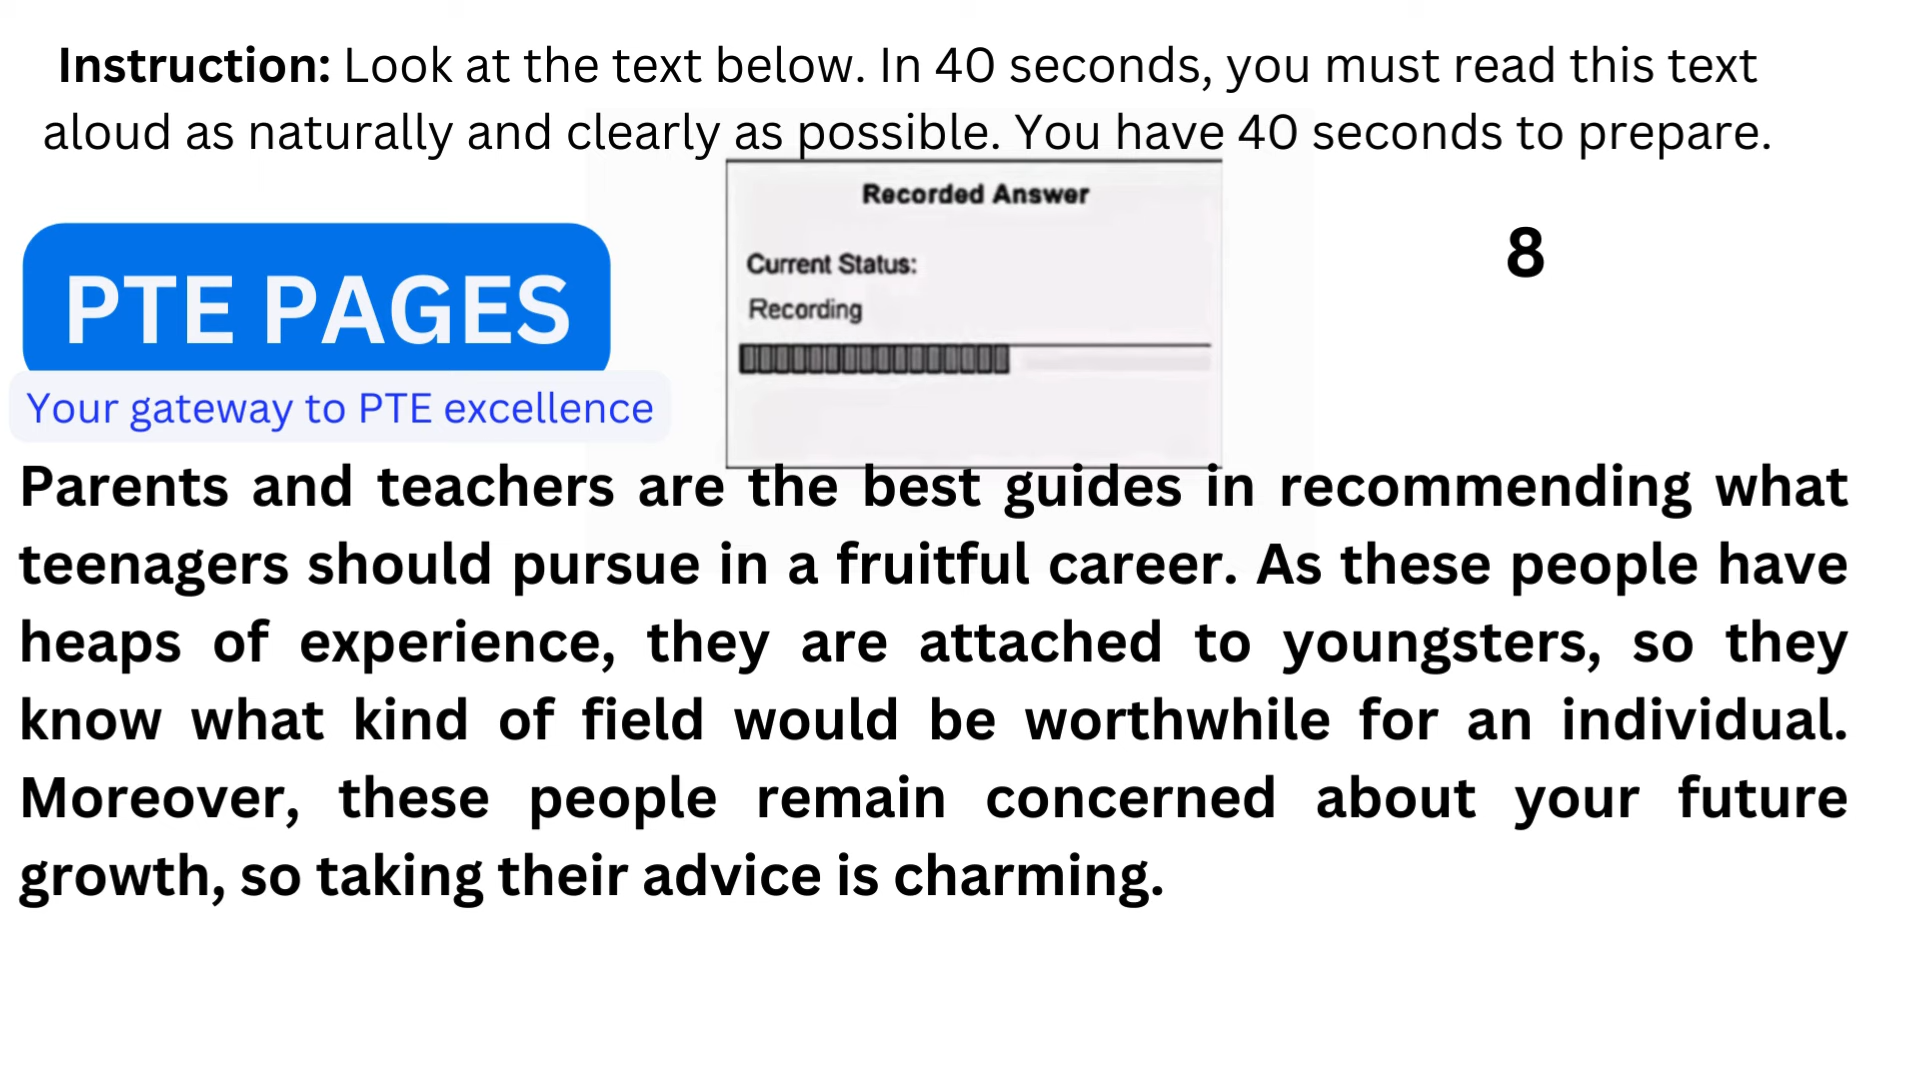 Instruction: Look at the text below. In 40 seconds, you must read this text
aloud as naturally and clearly as possible. You have 40 seconds to prepare.
Recorded Answer
Current Status:
Recording
8
PTE PAGES
Your gateway to PTE excellence
Parents and teachers are the best guides in recommending what
teenagers should pursue in a fruitful career. As these people have
heaps of experience, they are attached to youngsters, so they
know what kind of field would be worthwhile for an individual.
Moreover, these people remain concerned about your future
growth, so taking their advice is charming.